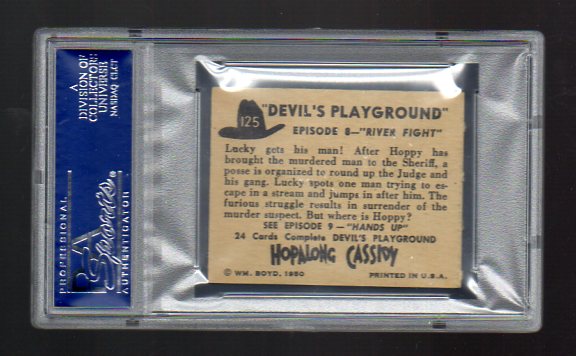 A
DIVISION OF
COLLECTORS
UNIVERSE
NASDAQ: CLCT
PROFESSIONAL
PSA
Sports
®
AUTHENTICATOR
125
"DEVIL'S PLAYGROUND"
EPISODE 8—"RIVER FIGHT"
Lucky gets his man! After Hoppy has
brought the murdered man to the Sheriff, a
posse is organized to round up the Judge and
his gang. Lucky spots one man trying to es-
cape in a stream and jumps in after him. The
furious struggle results in surrender of the
murder suspect. But where is Hoppy?
SEE EPISODE 9—"HANDS UP"
24 Cards Complete DEVIL'S PLAYGROUND
HOPALONG CASSIDY
© WM. BOYD, 1950 PRINTED IN U.S.A.